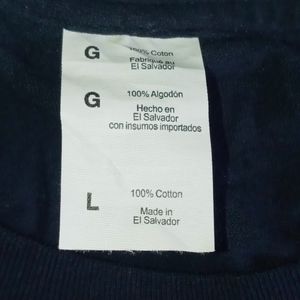 G
100% Coton
Fabriqué au
El Salvador
G
100% Algodón
Hecho en
El Salvador
con insumos importados
L
100% Cotton
Made in
El Salvador